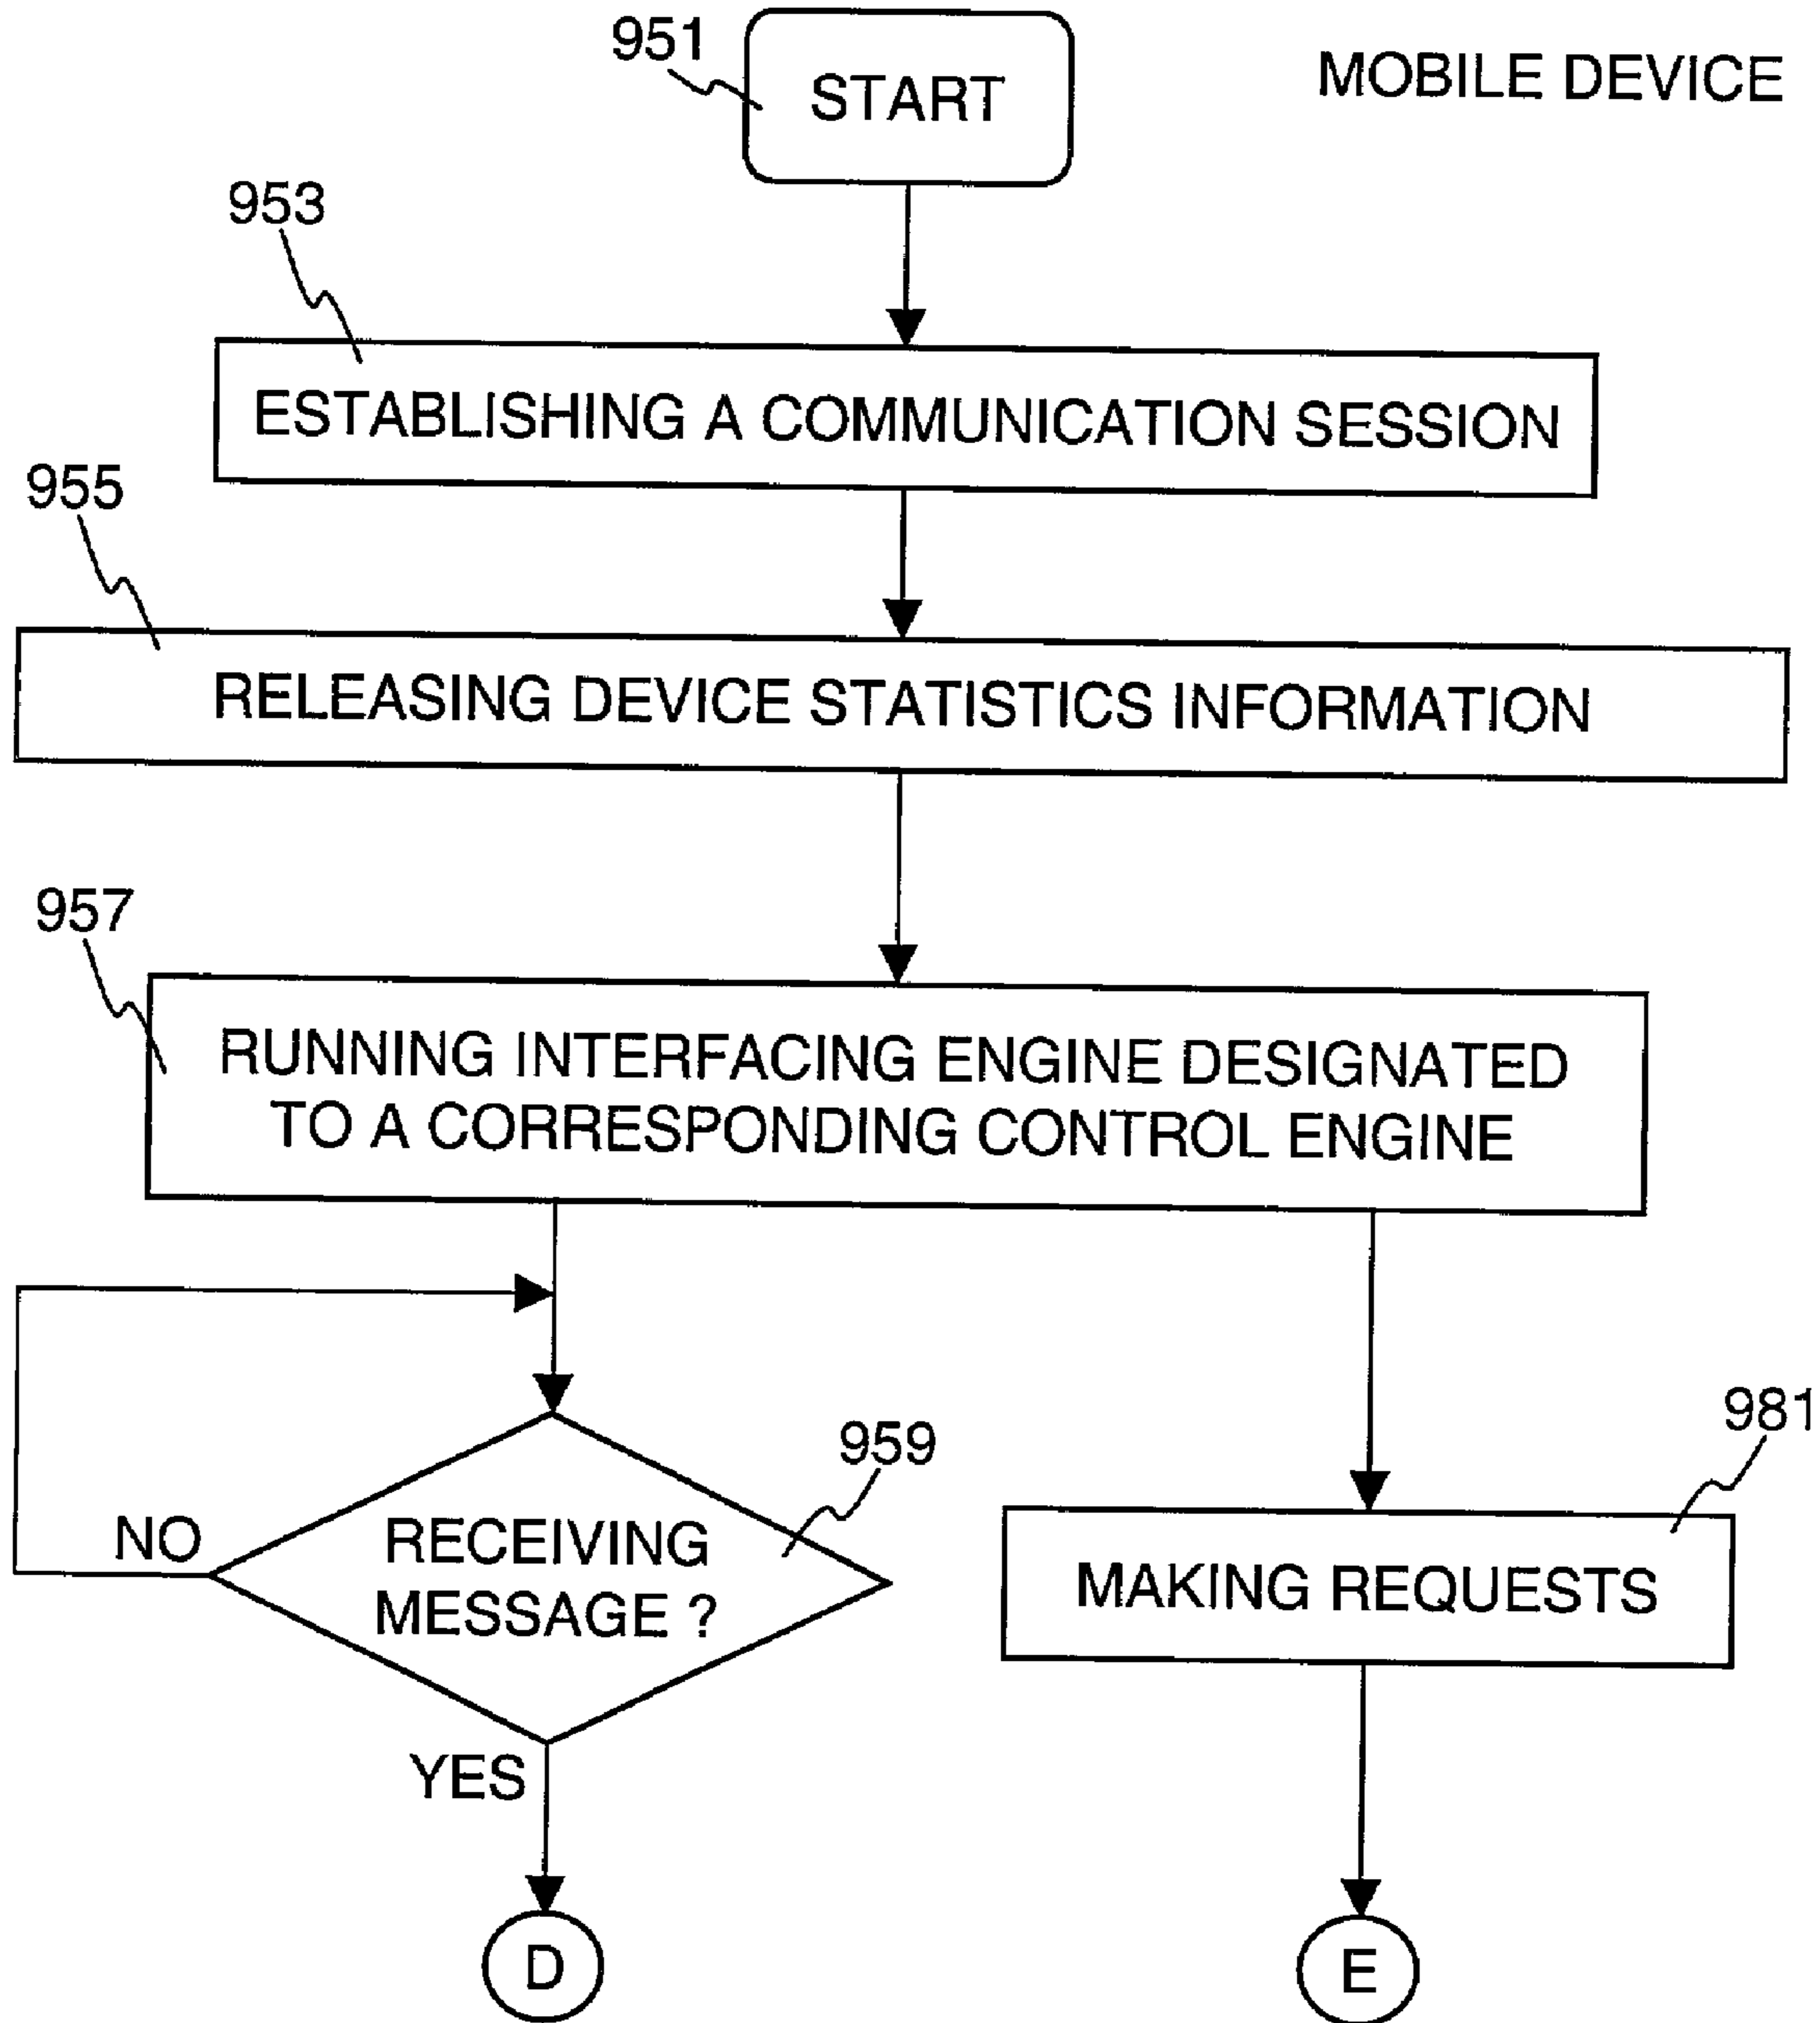 951
START
MOBILE DEVICE
953
ESTABLISHING A COMMUNICATION SESSION
955
RELEASING DEVICE STATISTICS INFORMATION
957
RUNNING INTERFACING ENGINE DESIGNATED
TO A CORRESPONDING CONTROL ENGINE
959
981
NO
RECEIVING
MESSAGE ?
MAKING REQUESTS
YES
D
E